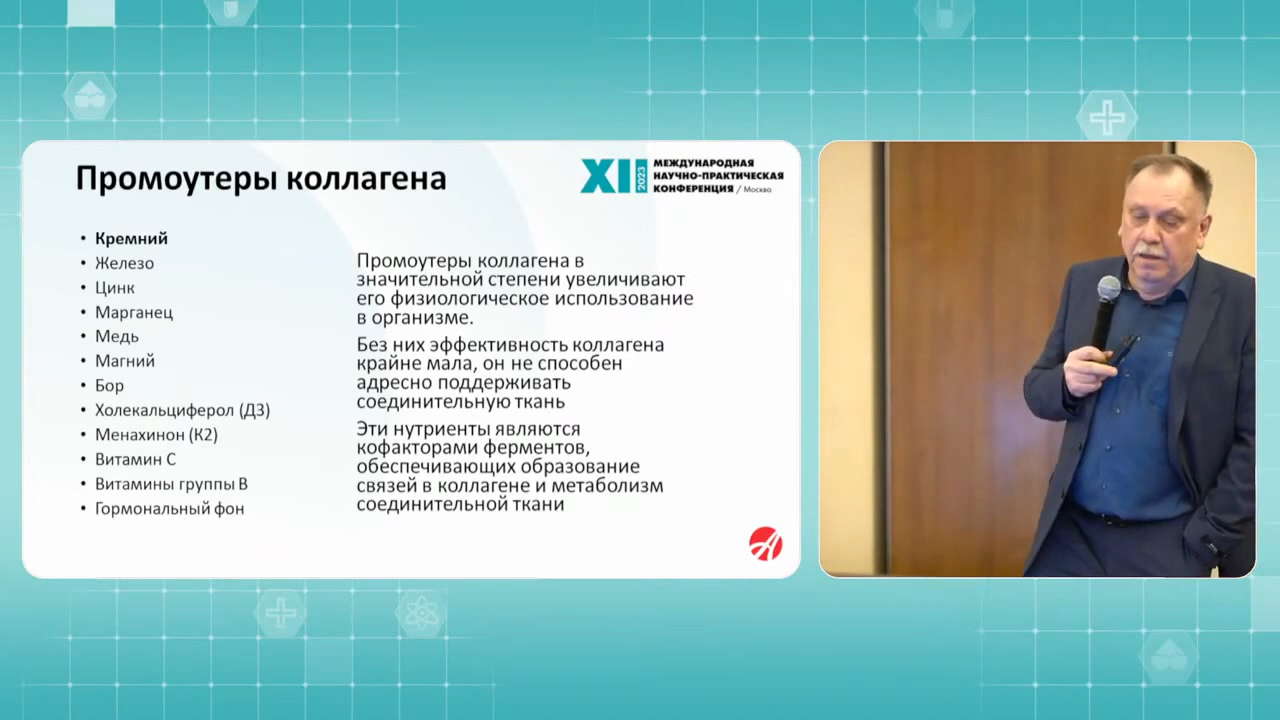 Промоутеры коллагена
XII 2023 МЕЖДУНАРОДНАЯ
НАУЧНО-ПРАКТИЧЕСКАЯ
КОНФЕРЕНЦИЯ / Москва
• Кремний
• Железо
• Цинк
• Марганец
• Медь
• Магний
• Бор
• Холекальциферол (Д3)
• Менахинон (К2)
• Витамин С
• Витамины группы В
• Гормональный фон
Промоутеры коллагена в
значительной степени увеличивают
его физиологическое использование
в организме.
Без них эффективность коллагена
крайне мала, он не способен
адресно поддерживать
соединительную ткань
Эти нутриенты являются
кофакторами ферментов,
обеспечивающих образование
связей в коллагене и метаболизм
соединительной ткани